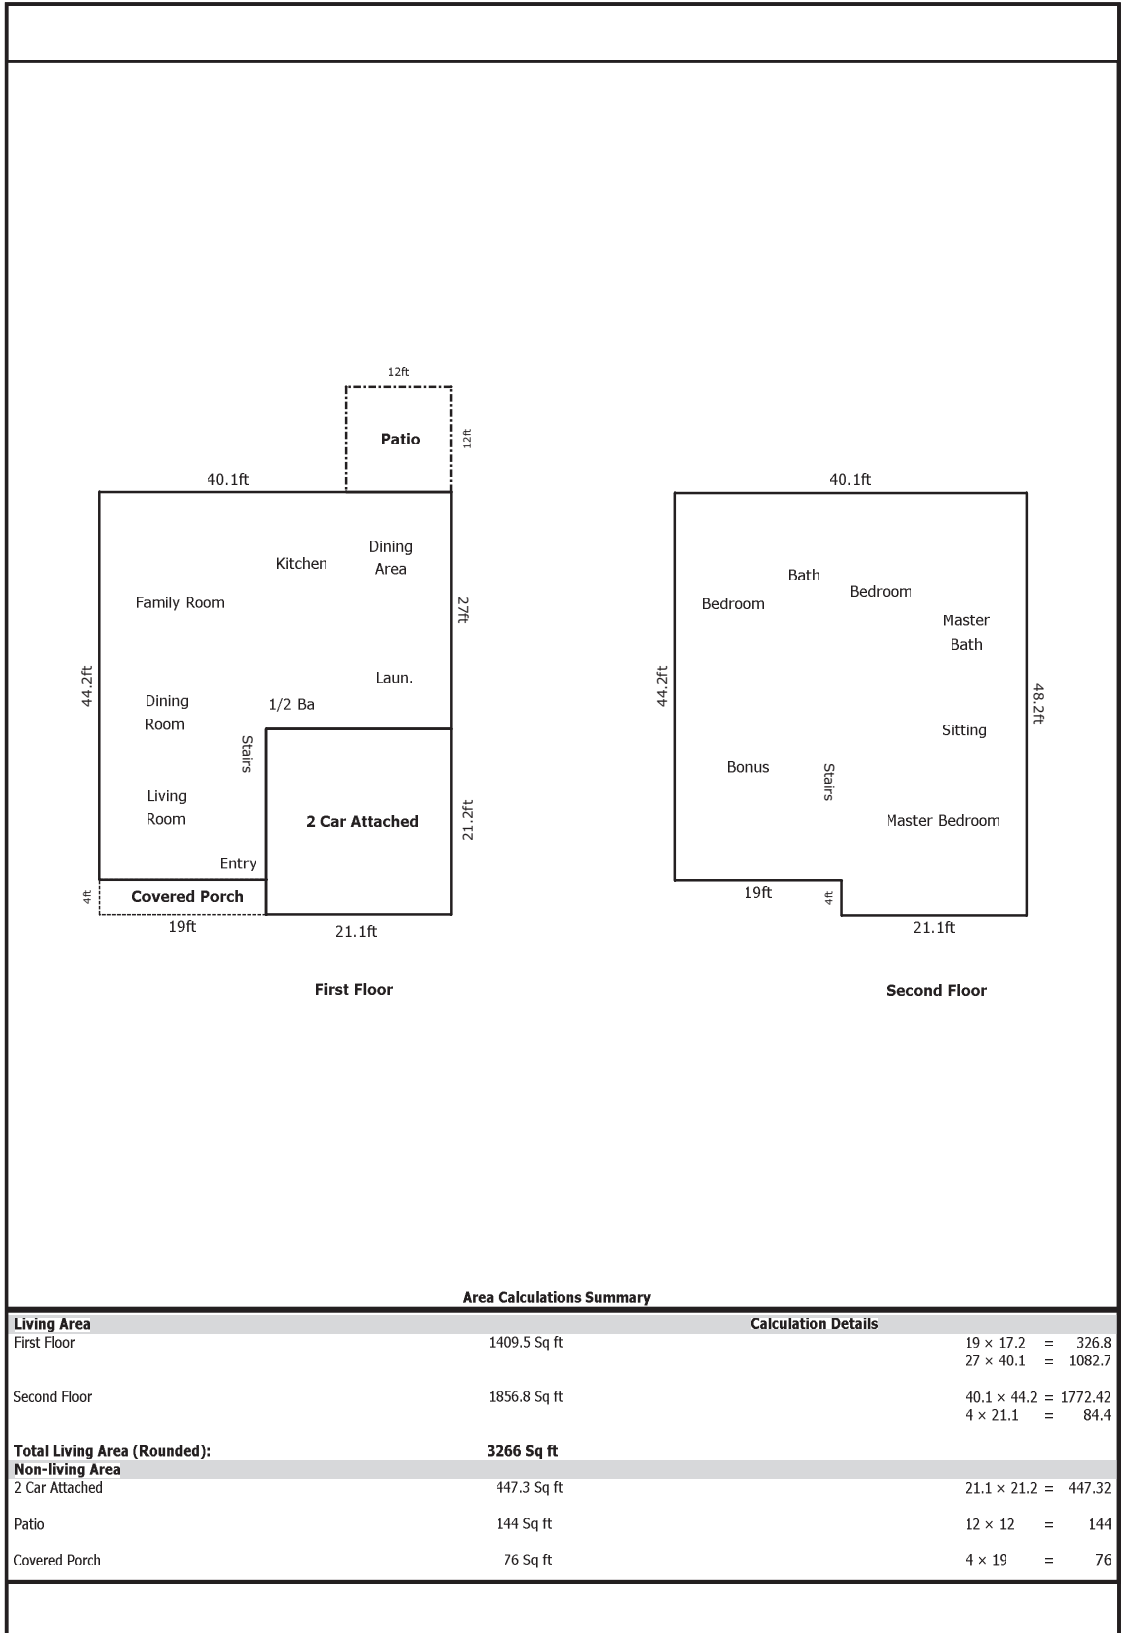 12ft
Patio
12ft
40.1ft
Kitchen
Dining
Area
Family Room
27ft
44.2ft
Laun.
Dining
Room
1/2 Ba
Stairs
Living
Room
2 Car Attached
21.2ft
Entry
4ft
Covered Porch
19ft
21.1ft
First Floor
40.1ft
Bath
Bedroom
Bedroom
Master
Bath
44.2ft
48.2ft
Sitting
Bonus
Stairs
Master Bedroom
19ft
4ft
21.1ft
Second Floor
Area Calculations Summary
Living Area Calculation Details
First Floor 1409.5 Sq ft 19 × 17.2 = 326.8
27 × 40.1 = 1082.7
Second Floor 1856.8 Sq ft 40.1 × 44.2 = 1772.42
4 × 21.1 = 84.4
Total Living Area (Rounded): 3266 Sq ft
Non-living Area
2 Car Attached 447.3 Sq ft 21.1 × 21.2 = 447.32
Patio 144 Sq ft 12 × 12 = 144
Covered Porch 76 Sq ft 4 × 19 = 76